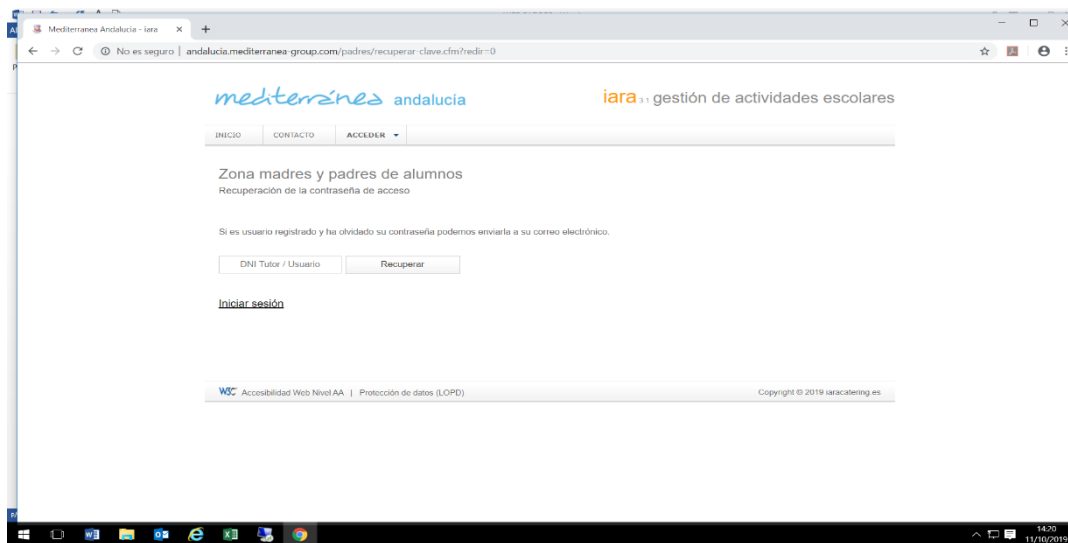 Mediterranea Andalucia - iara
No es seguro | andalucia.mediterranea-group.com/padres/recuperar-clave.cfm?redir=0
mediterránea andalucia
iara 3.1 gestión de actividades escolares
INICIO CONTACTO ACCEDER
Zona madres y padres de alumnos
Recuperación de la contraseña de acceso
Si es usuario registrado y ha olvidado su contraseña podemos enviarla a su correo electrónico.
DNI Tutor / Usuario Recuperar
Iniciar sesión
W3C Accesibilidad Web Nivel AA | Protección de datos (LOPD) Copyright © 2019 iaracatering.es
14:20
11/10/2019